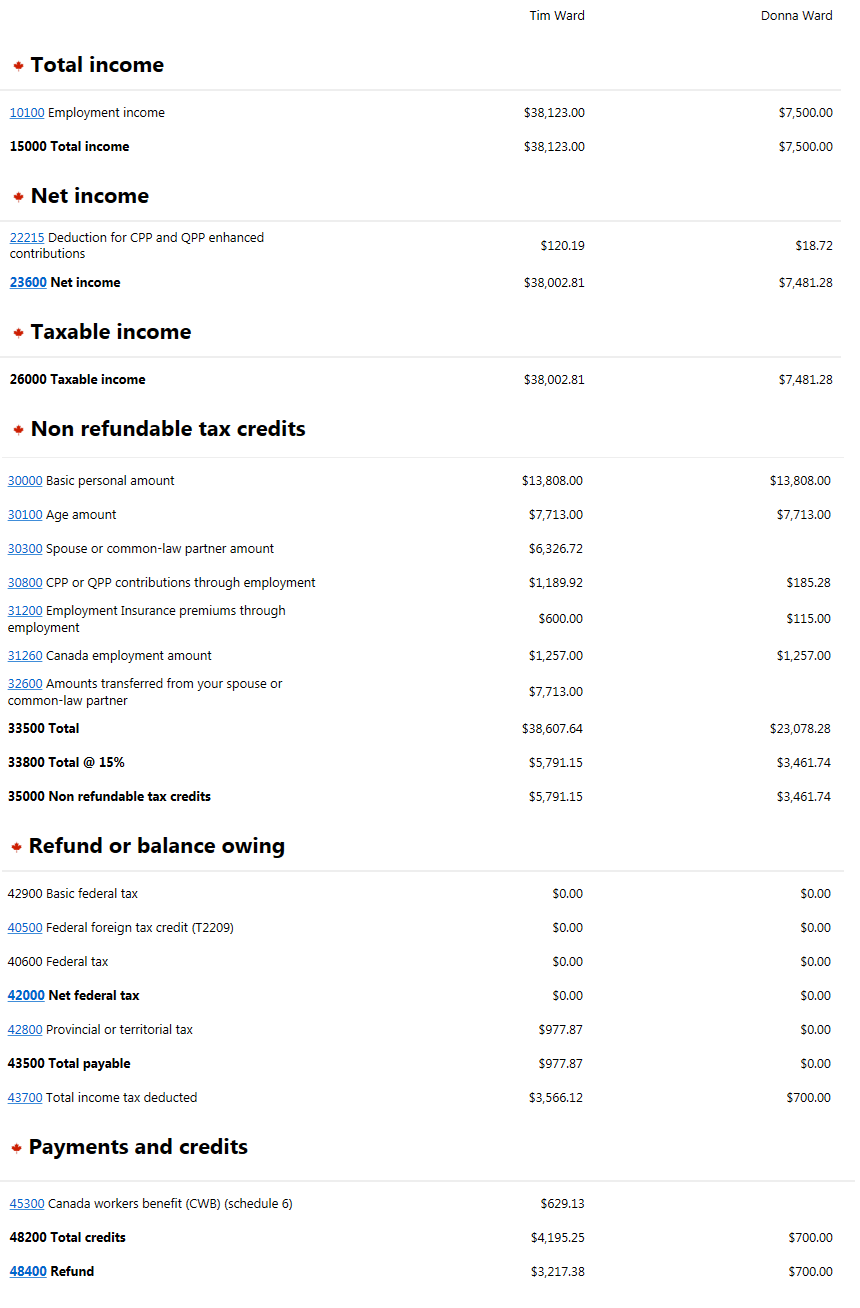 Tim Ward Donna Ward
Total income
10100 Employment income $38,123.00 $7,500.00
15000 Total income $38,123.00 $7,500.00
Net income
22215 Deduction for CPP and QPP enhanced
contributions $120.19 $18.72
23600 Net income $38,002.81 $7,481.28
Taxable income
26000 Taxable income $38,002.81 $7,481.28
Non refundable tax credits
30000 Basic personal amount $13,808.00 $13,808.00
30100 Age amount $7,713.00 $7,713.00
30300 Spouse or common-law partner amount $6,326.72
30800 CPP or QPP contributions through employment $1,189.92 $185.28
31200 Employment Insurance premiums through
employment $600.00 $115.00
31260 Canada employment amount $1,257.00 $1,257.00
32600 Amounts transferred from your spouse or
common-law partner $7,713.00
33500 Total $38,607.64 $23,078.28
33800 Total @ 15% $5,791.15 $3,461.74
35000 Non refundable tax credits $5,791.15 $3,461.74
Refund or balance owing
42900 Basic federal tax $0.00 $0.00
40500 Federal foreign tax credit (T2209) $0.00 $0.00
40600 Federal tax $0.00 $0.00
42000 Net federal tax $0.00 $0.00
42800 Provincial or territorial tax $977.87 $0.00
43500 Total payable $977.87 $0.00
43700 Total income tax deducted $3,566.12 $700.00
Payments and credits
45300 Canada workers benefit (CWB) (schedule 6) $629.13
48200 Total credits $4,195.25 $700.00
48400 Refund $3,217.38 $700.00